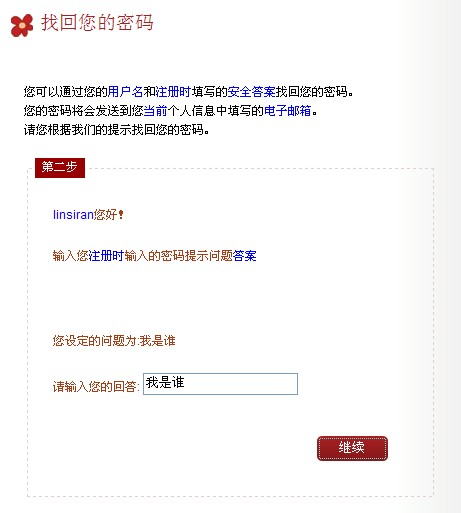 找回您的密码
您可以通过您的用户名和注册时填写的安全答案找回您的密码。
您的密码将会发送到您当前个人信息中填写的电子邮箱。
请您根据我们的提示找回您的密码。
第二步
linsiran您好!
输入您注册时输入的密码提示问题答案
您设定的问题为:我是谁
请输入您的回答: 我是谁
继续